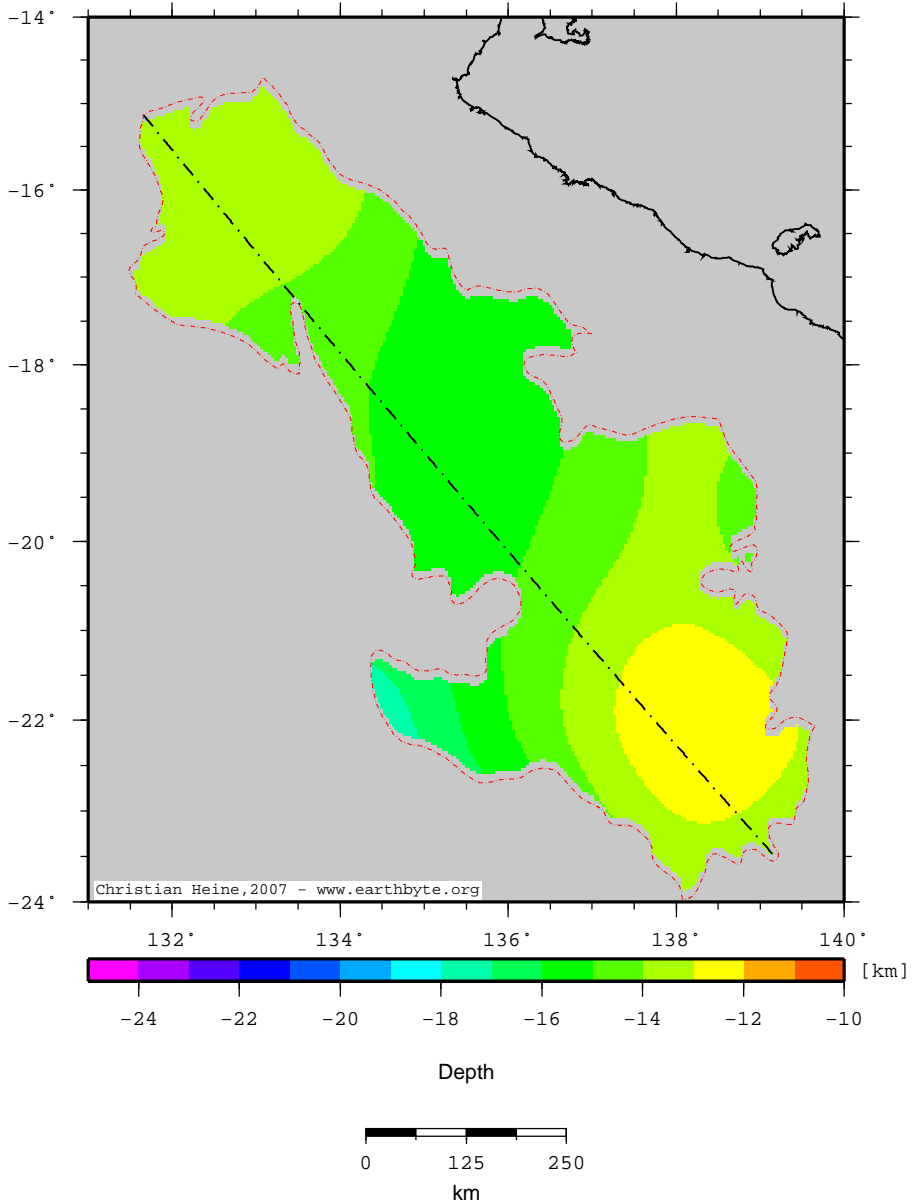 −14°
−16°
−18°
−20°
−22°
−24°
Christian Heine,2007 − www.earthbyte.org
132° 134° 136° 138° 140°
[km]
−24 −22 −20 −18 −16 −14 −12 −10
Depth
0 125 250
km